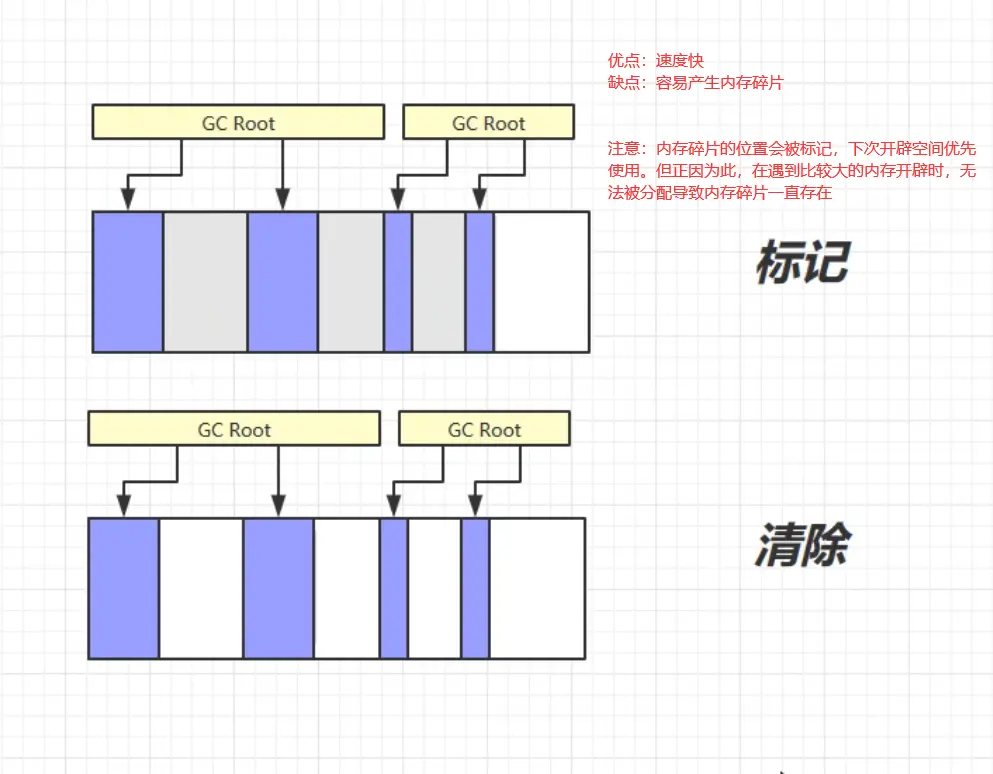 优点：速度快
缺点：容易产生内存碎片
GC Root
GC Root
注意：内存碎片的位置会被标记，下次开辟空间优先
使用。但正因为此，在遇到比较大的内存开辟时，无
法被分配导致内存碎片一直存在
标记
GC Root
GC Root
清除